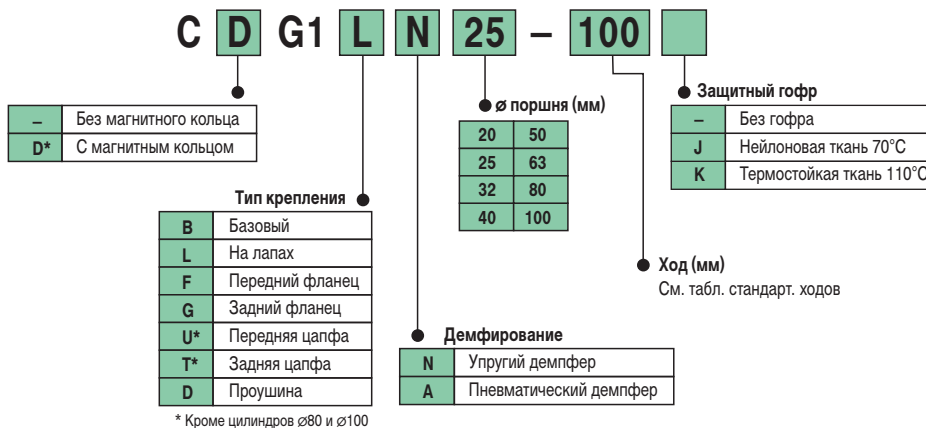 C D G1 L N 25 – 100
– Без магнитного кольца
D* С магнитным кольцом
Тип крепления
B Базовый
L На лапах
F Передний фланец
G Задний фланец
U* Передняя цапфа
T* Задняя цапфа
D Проушина
* Кроме цилиндров ⌀80 и ⌀100
Демфирование
N Упругий демпфер
A Пневматический демпфер
⌀ поршня (мм)
20 50
25 63
32 80
40 100
Ход (мм)
См. табл. стандарт. ходов
Защитный гофр
– Без гофра
J Нейлоновая ткань 70°C
K Термостойкая ткань 110°C